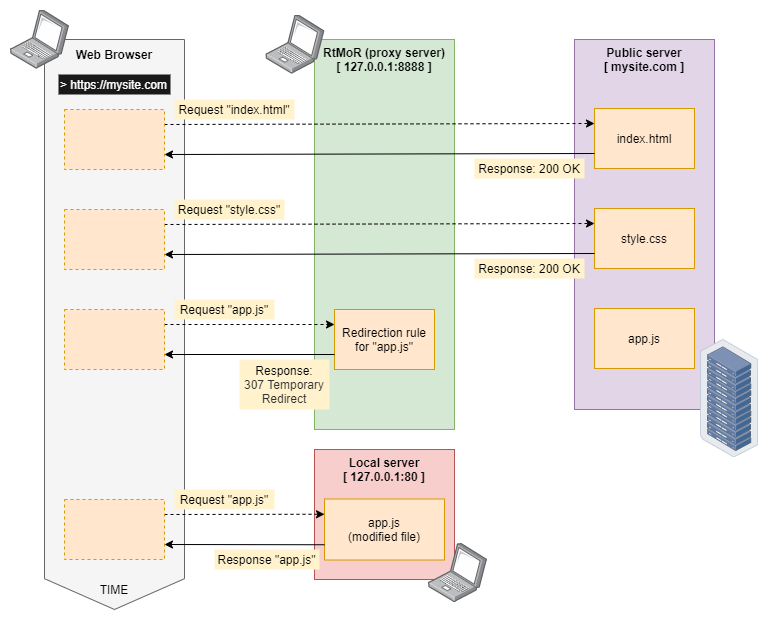 Web Browser
> https://mysite.com
RtMoR (proxy server)
[ 127.0.0.1:8888 ]
Public server
[ mysite.com ]
Request "index.html"
index.html
Response: 200 OK
Request "style.css"
style.css
Response: 200 OK
Request "app.js"
Redirection rule
for "app.js"
app.js
Response:
307 Temporary
Redirect
Local server
[ 127.0.0.1:80 ]
Request "app.js"
app.js
(modified file)
Response "app.js"
TIME